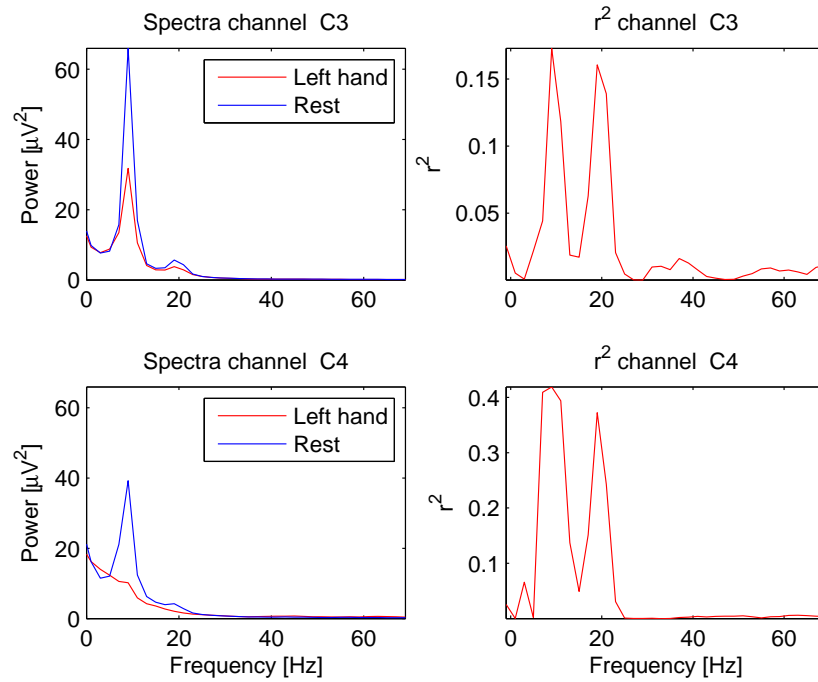 Spectra channel  C3
r² channel  C3
60
40
20
0
Power [µV²]
Left hand
Rest
0 20 40 60
0.15
0.1
0.05
r²
0 20 40 60
Spectra channel  C4
r² channel  C4
60
40
20
0
Power [µV²]
Left hand
Rest
0 20 40 60
Frequency [Hz]
0.4
0.3
0.2
0.1
r²
0 20 40 60
Frequency [Hz]